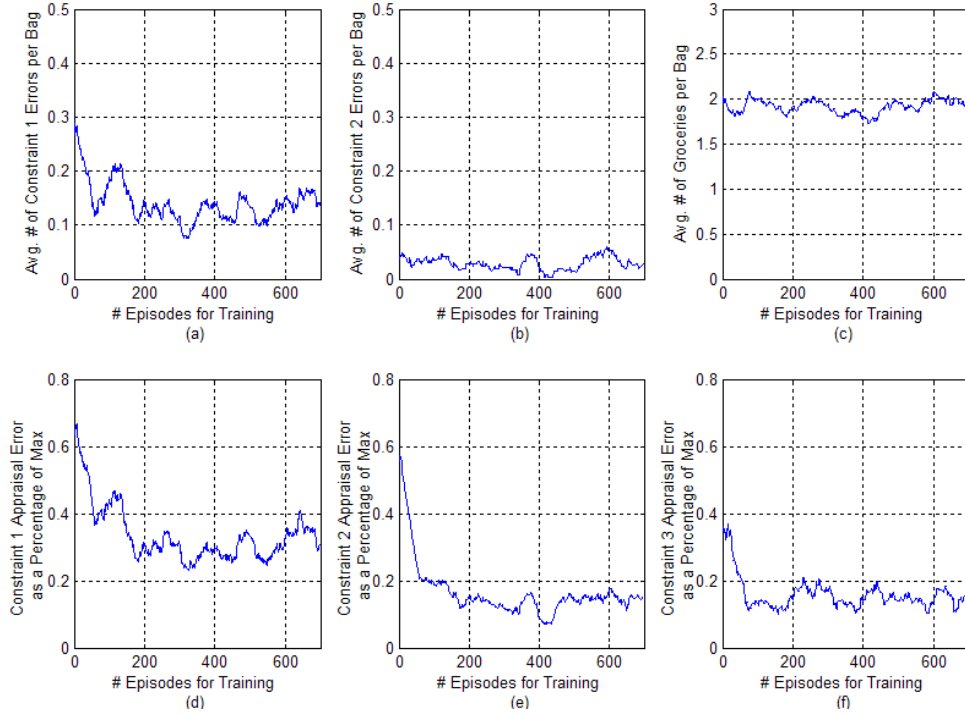 0.5
0.4
0.3
0.2
0.1
0
Avg. # of Constraint 1 Errors per Bag
0 200 400 600
# Episodes for Training
(a)
0.5
0.4
0.3
0.2
0.1
0
Avg. # of Constraint 2 Errors per Bag
0 200 400 600
# Episodes for Training
(b)
3
2.5
2
1.5
1
0.5
0
Avg. # of Groceries per Bag
0 200 400 600
# Episodes for Training
(c)
0.8
0.6
0.4
0.2
0
Constraint 1 Appraisal Error
as a Percentage of Max
0 200 400 600
# Episodes for Training
(d)
0.8
0.6
0.4
0.2
0
Constraint 2 Appraisal Error
as a Percentage of Max
0 200 400 600
# Episodes for Training
(e)
0.8
0.6
0.4
0.2
0
Constraint 3 Appraisal Error
as a Percentage of Max
0 200 400 600
# Episodes for Training
(f)